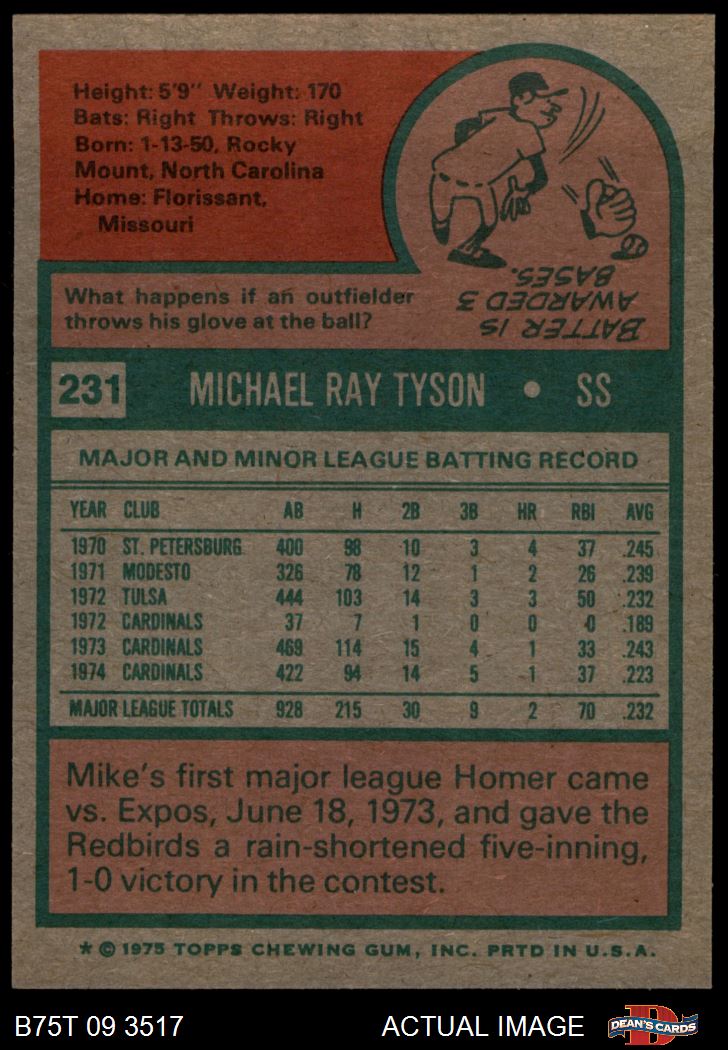 Height: 5'9" Weight: 170
Bats: Right Throws: Right
Born: 1-13-50, Rocky
Mount, North Carolina
Home: Florissant,
Missouri
What happens if an outfielder
throws his glove at the ball?
BATTER IS
AWARDED 3
BASES.
231 MICHAEL RAY TYSON • SS
MAJOR AND MINOR LEAGUE BATTING RECORD
YEAR CLUB AB H 2B 3B HR RBI AVG
1970 ST. PETERSBURG 400 98 10 3 4 37 .245
1971 MODESTO 326 78 12 1 2 26 .239
1972 TULSA 444 103 14 3 3 50 .232
1972 CARDINALS 37 7 1 0 0 0 .189
1973 CARDINALS 469 114 15 4 1 33 .243
1974 CARDINALS 422 94 14 5 1 37 .223
MAJOR LEAGUE TOTALS 928 215 30 9 2 70 .232
Mike's first major league Homer came
vs. Expos, June 18, 1973, and gave the
Redbirds a rain-shortened five-inning,
1-0 victory in the contest.
* © 1975 TOPPS CHEWING GUM, INC. PRTD IN U.S.A.
B75T 09 3517 ACTUAL IMAGE DEAN'S CARDS